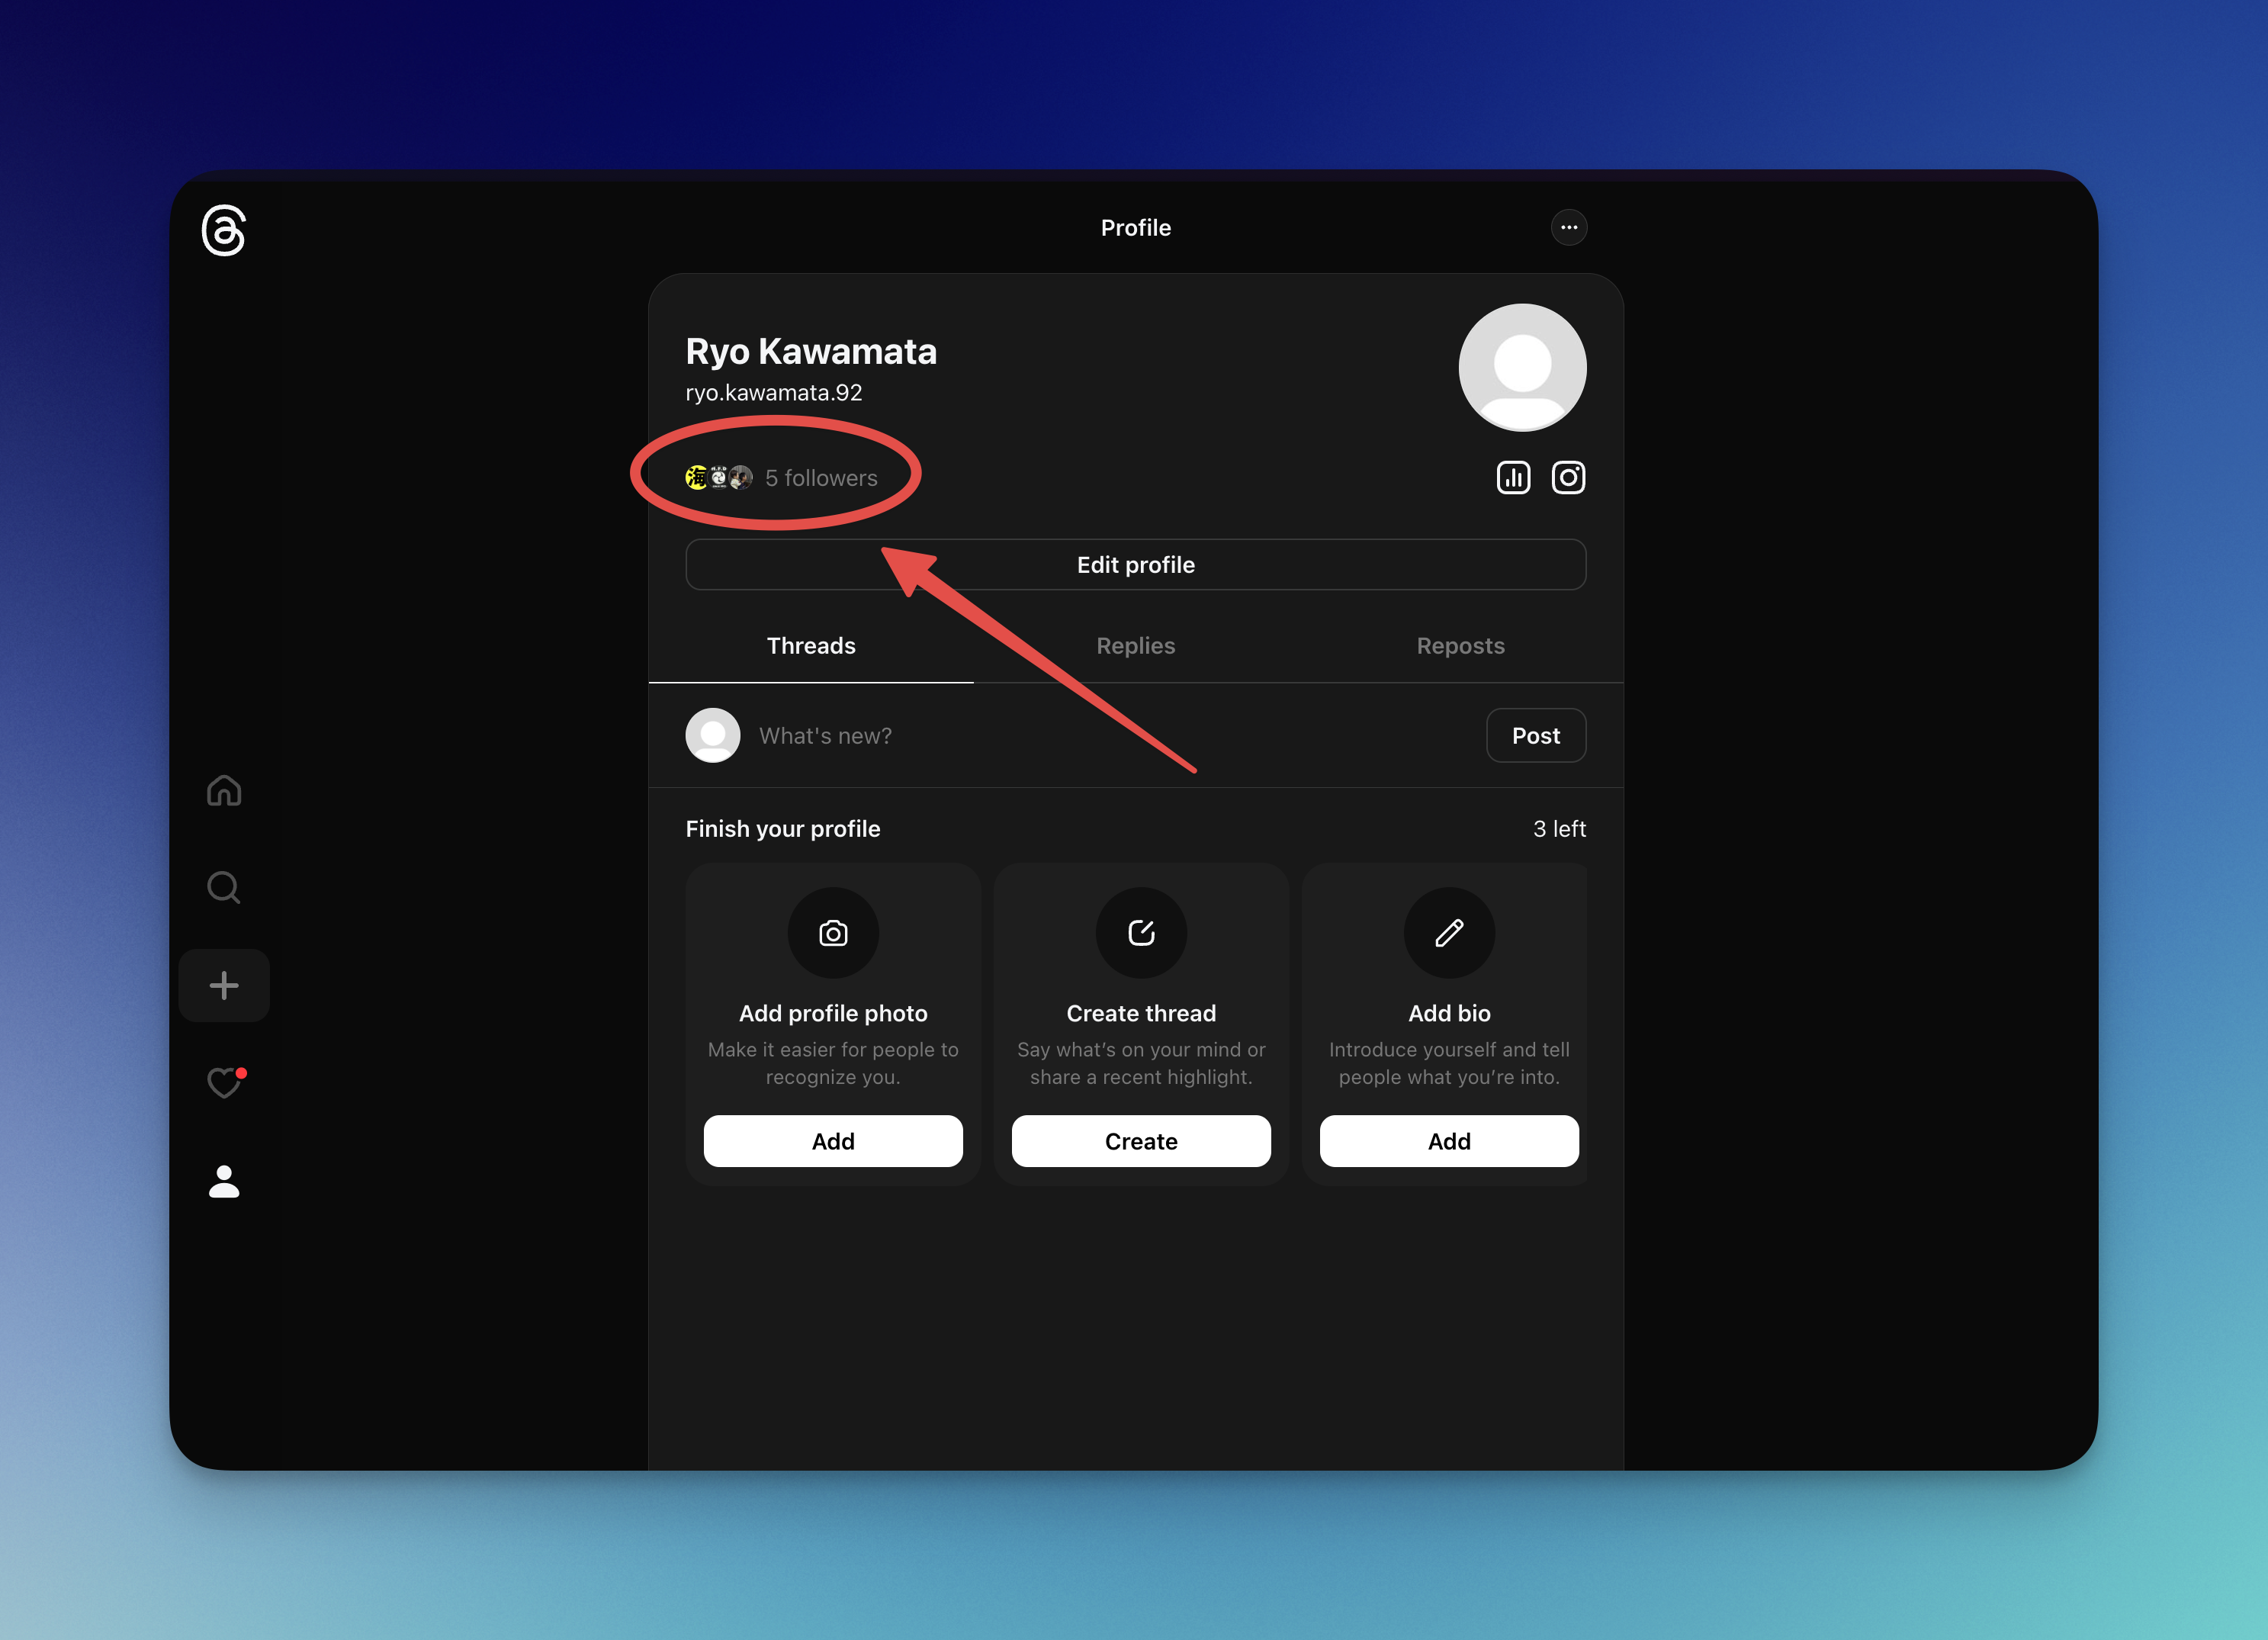 Profile
Ryo Kawamata
ryo.kawamata.92
海
5 followers
Edit profile
Threads Replies Reposts
What's new?
Post
Finish your profile
3 left
Add profile photo
Make it easier for people to
recognize you.
Add
Create thread
Say what’s on your mind or
share a recent highlight.
Create
Add bio
Introduce yourself and tell
people what you’re into.
Add